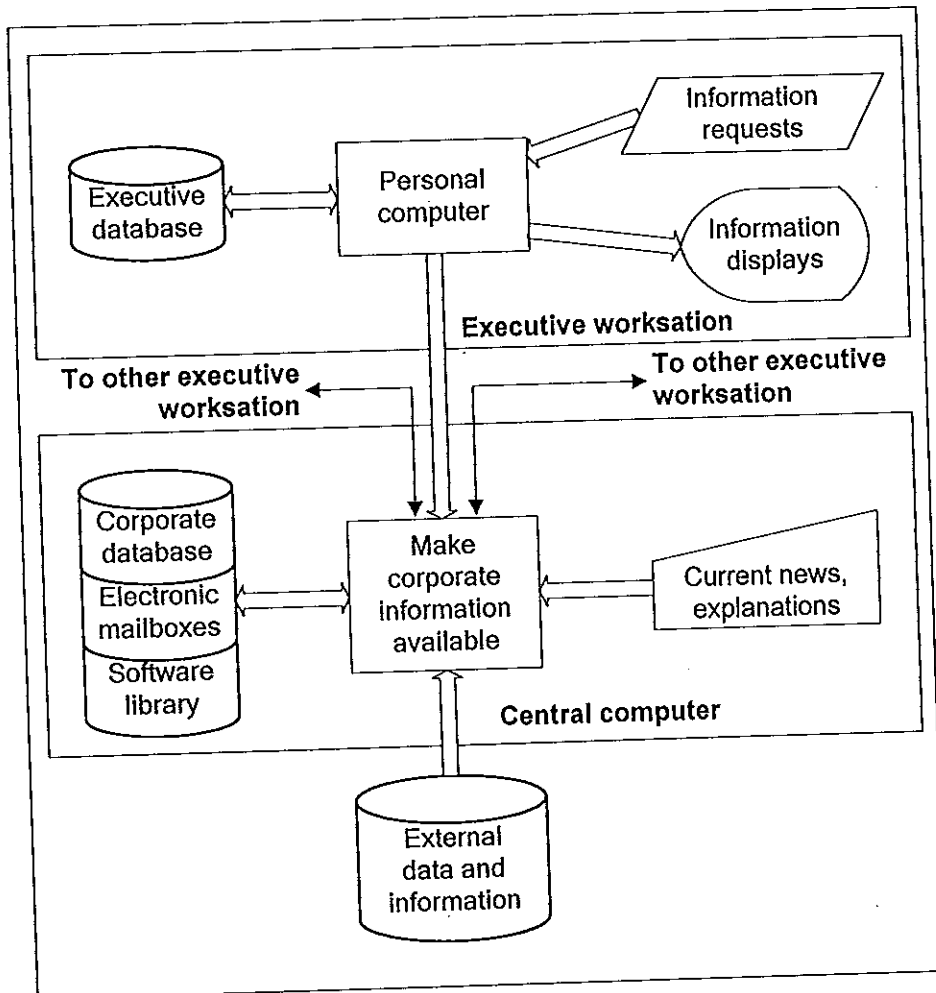 Information
requests
Personal
computer
Executive
database
Information
displays
Executive worksation
To other executive
worksation
To other executive
worksation
Corporate
database
Electronic
mailboxes
Software
library
Make
corporate
information
available
Current news,
explanations
Central computer
External
data and
information